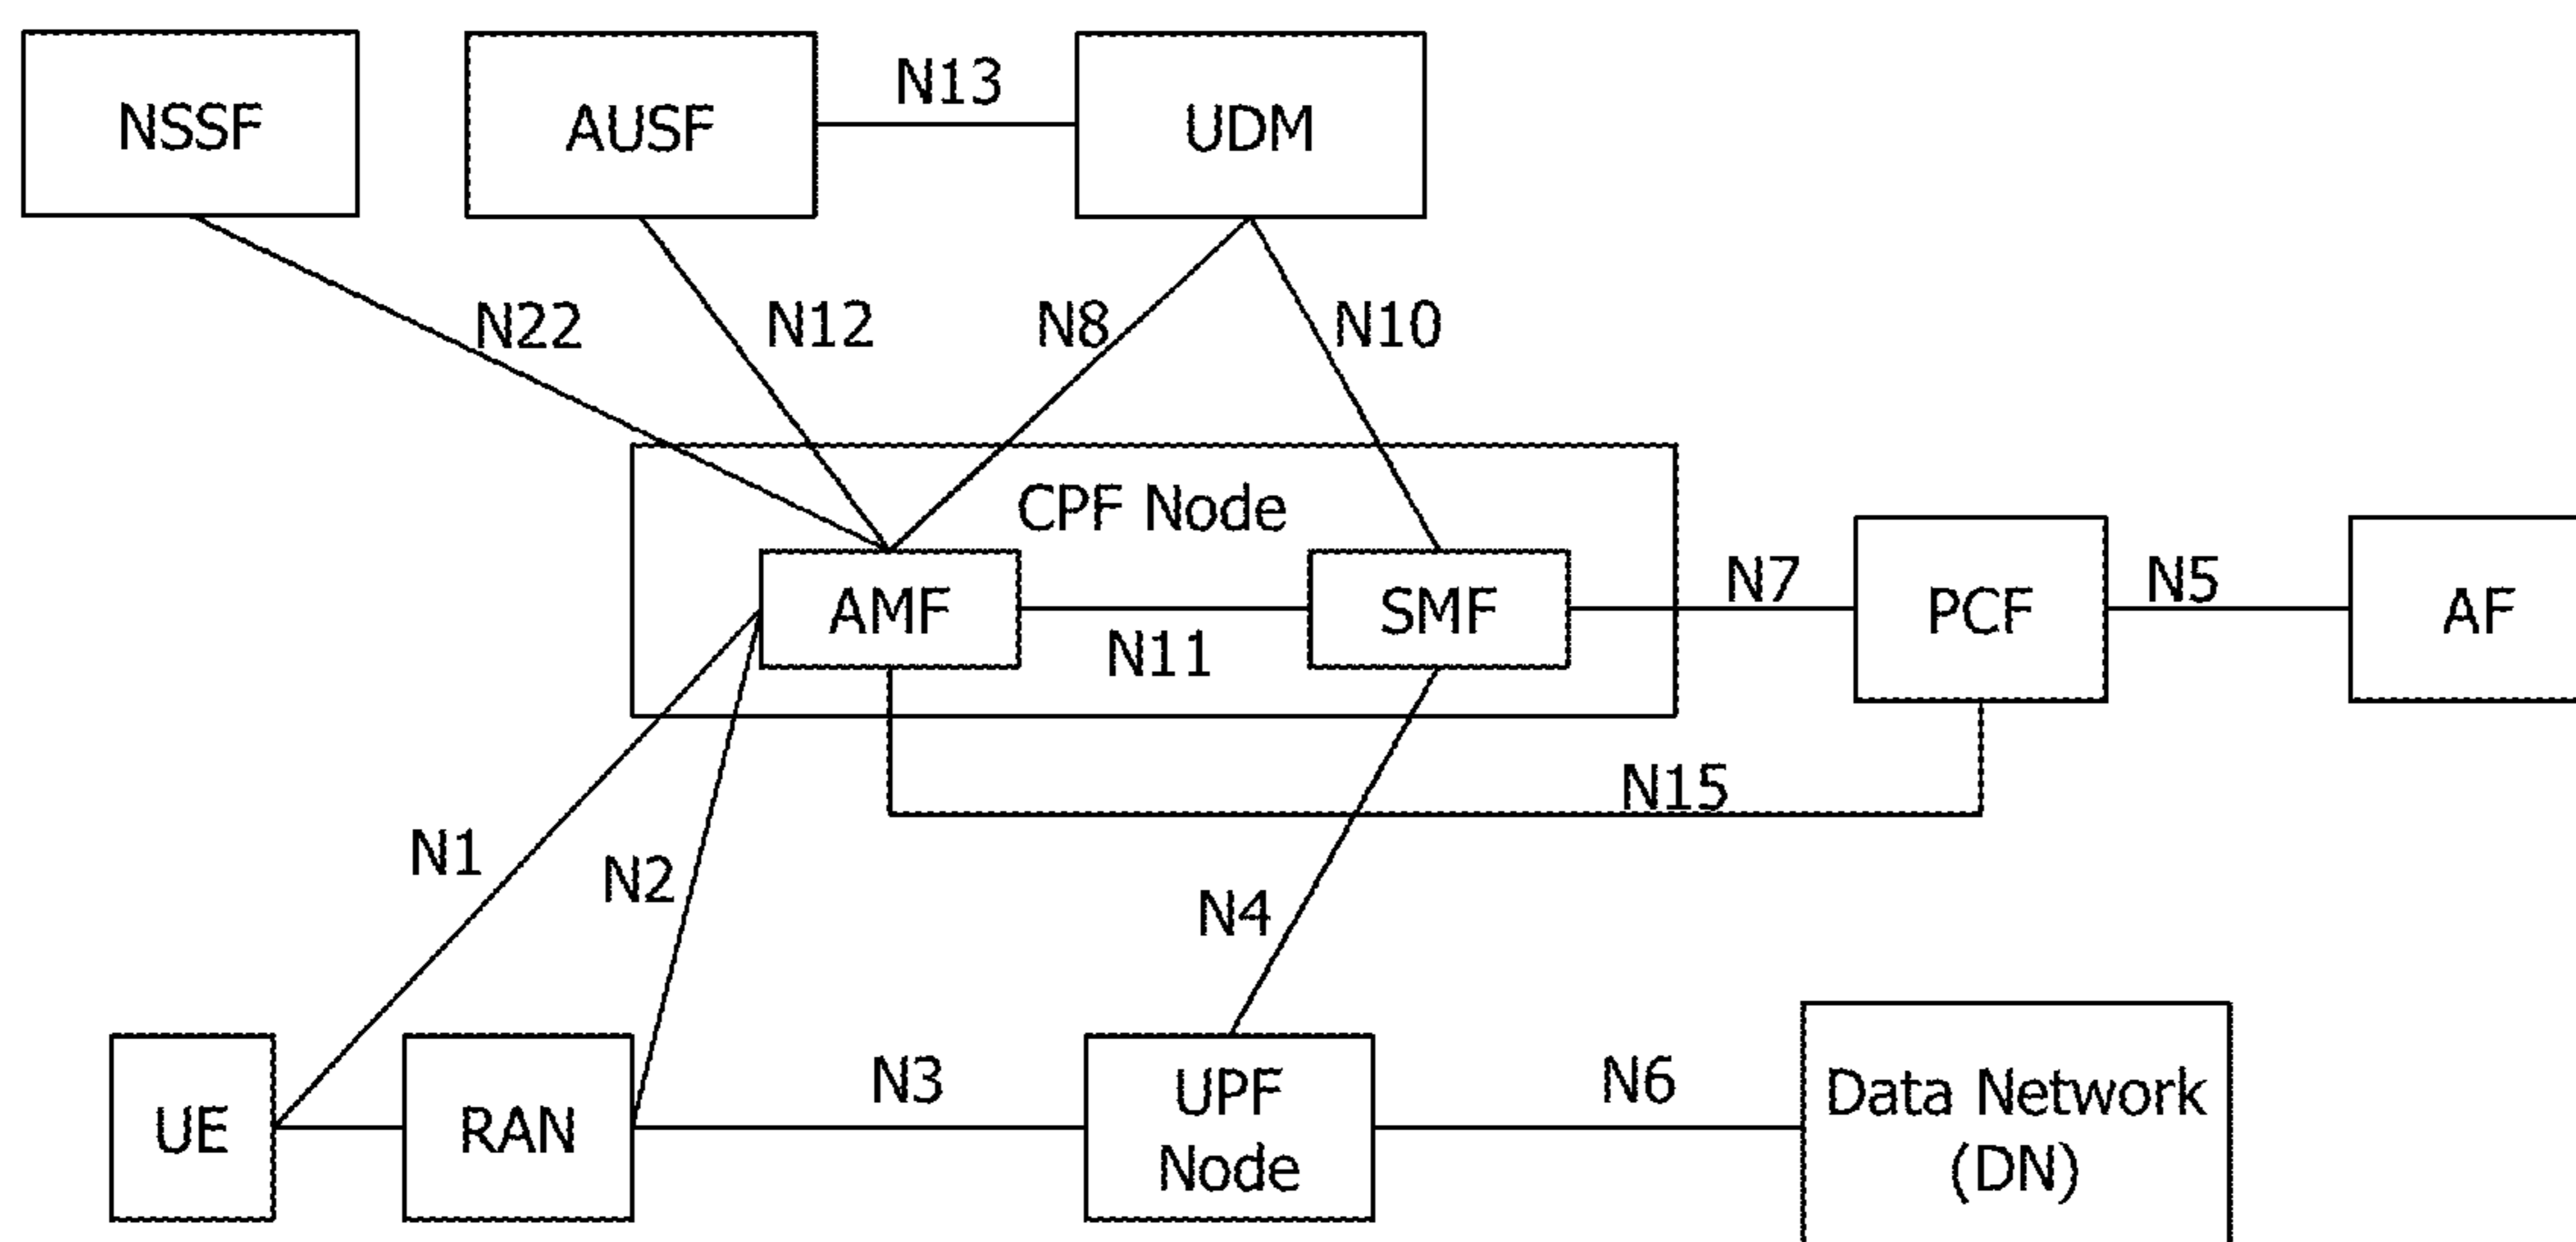 NSSF
AUSF
N13
UDM
N22
N12
N8
N10
CPF Node
AMF
N11
SMF
N7
PCF
N5
AF
N15
N1
N2
N4
UE
RAN
N3
UPF
Node
N6
Data Network
(DN)